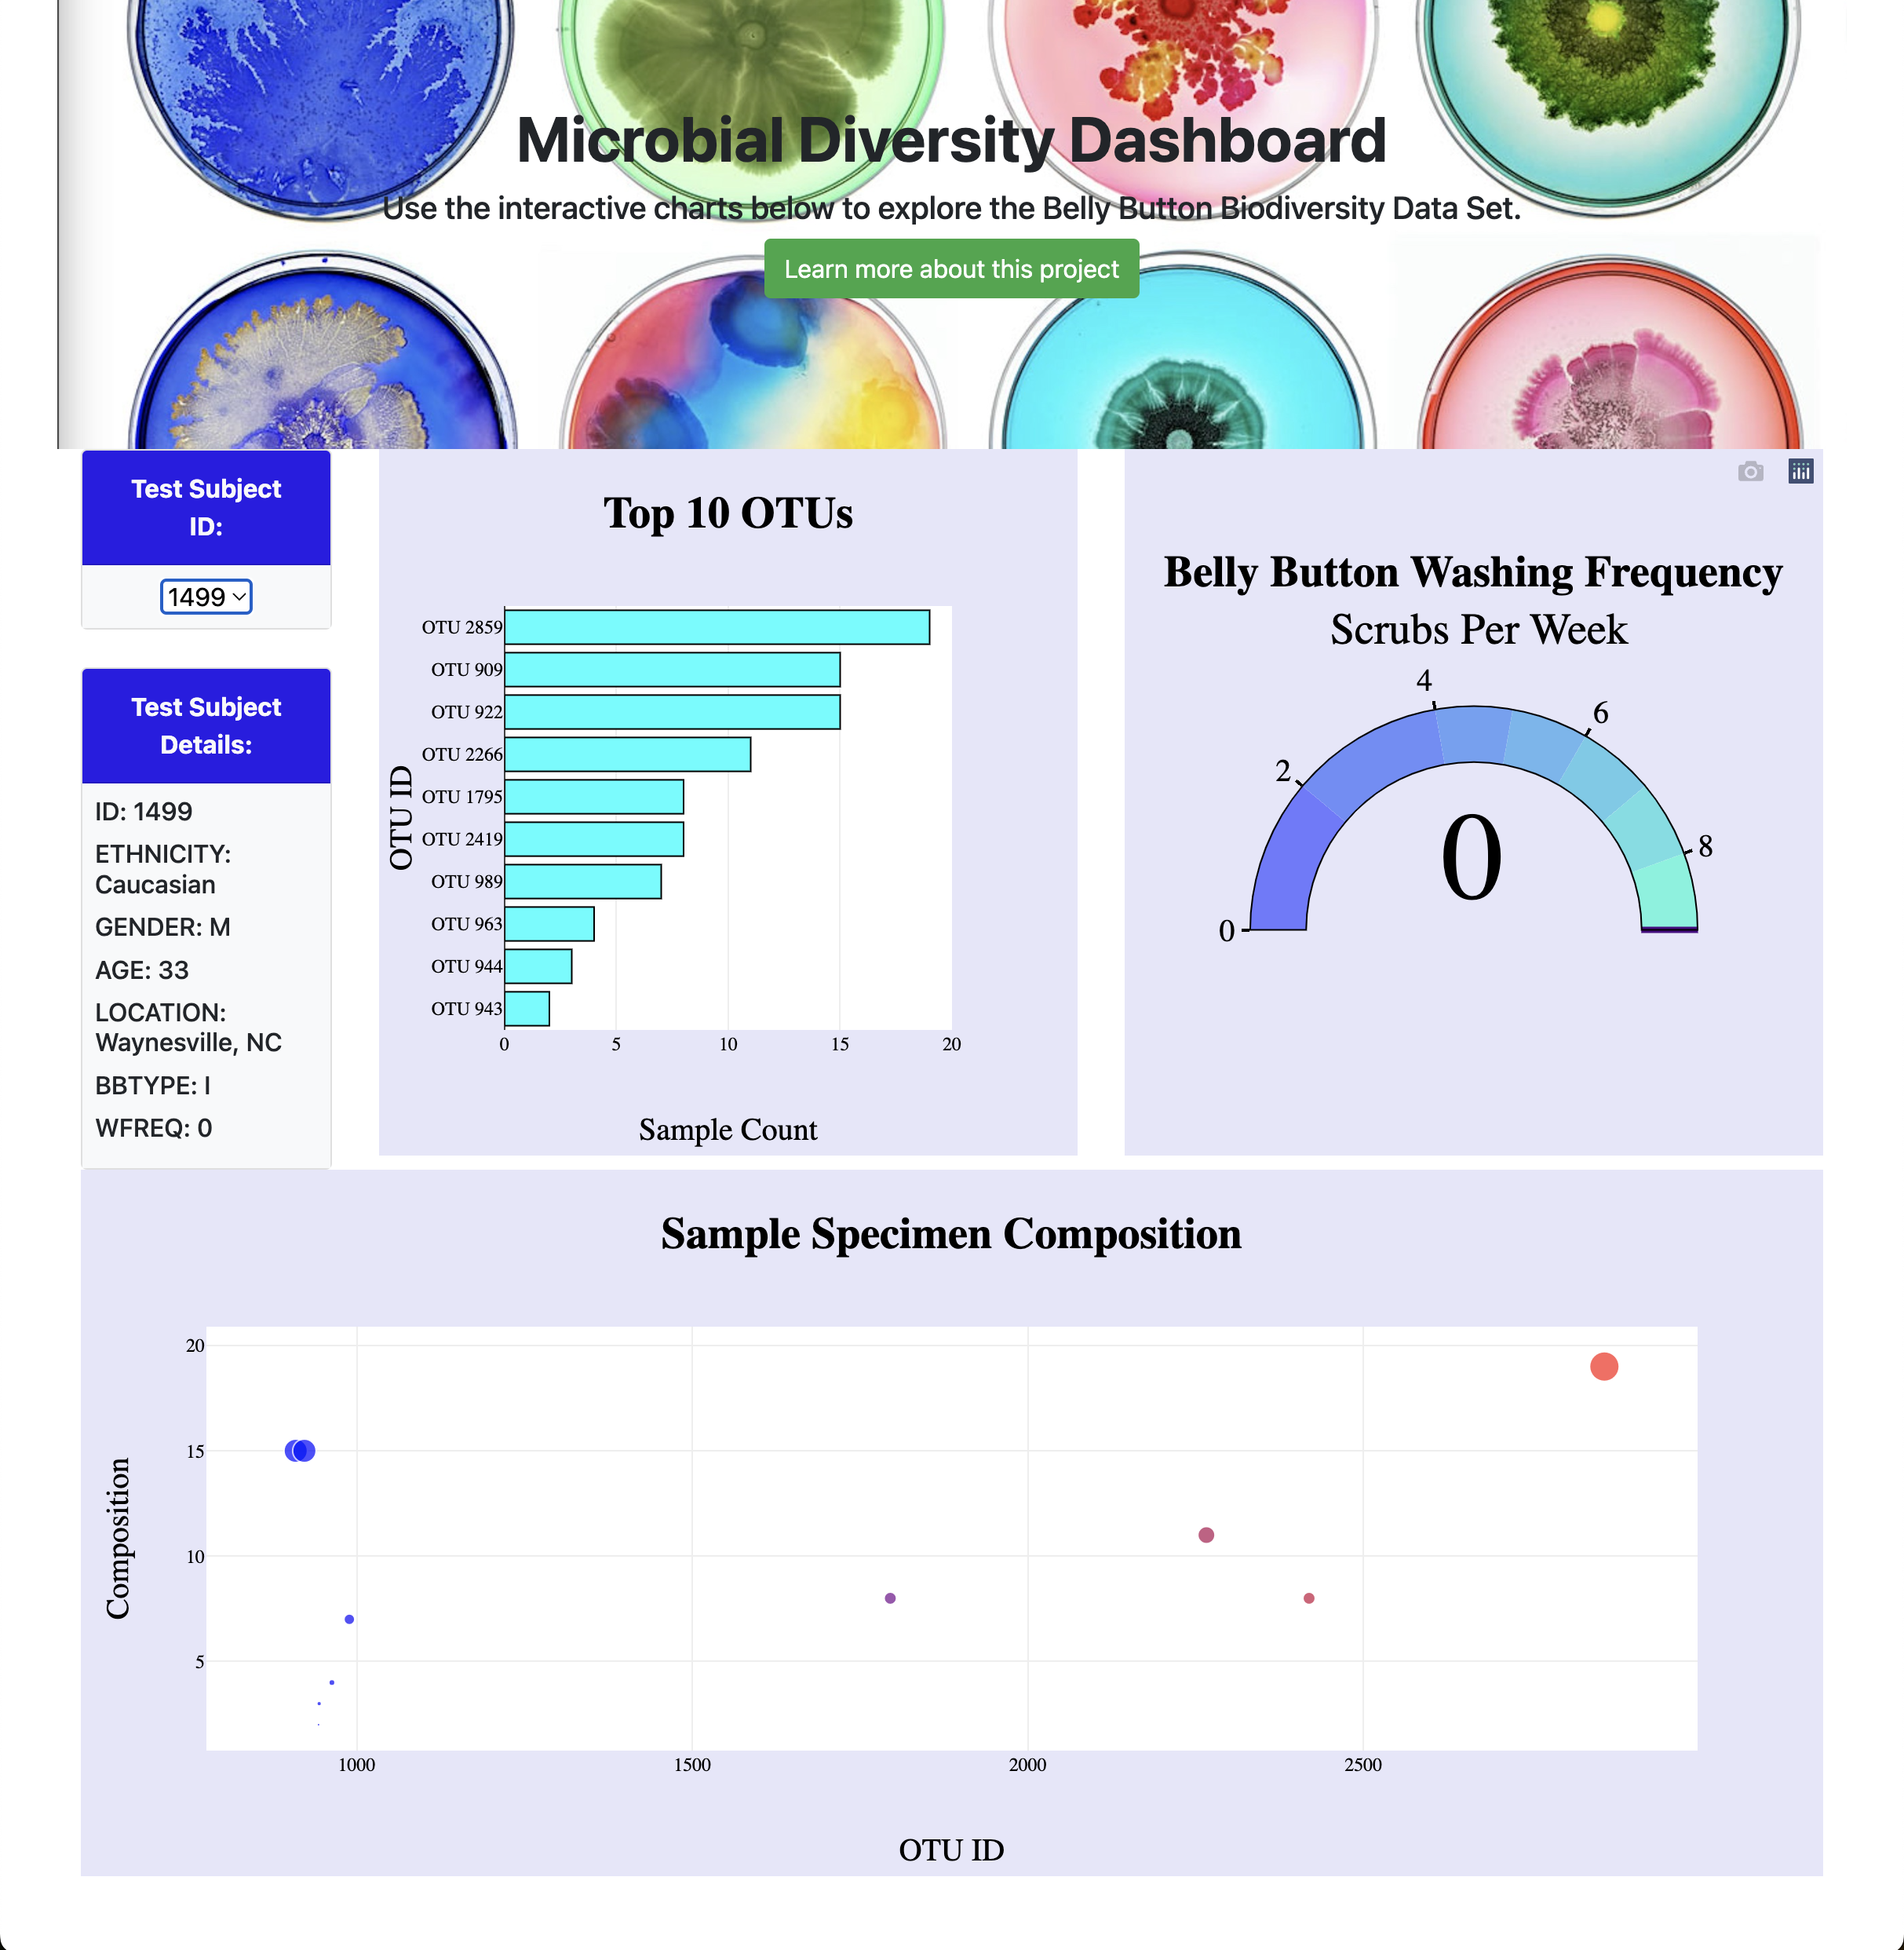 Microbial Diversity Dashboard
Use the interactive charts below to explore the Belly Button Biodiversity Data Set.
Learn more about this project
Test Subject
ID:
1499
Test Subject
Details:
ID: 1499
ETHNICITY:
Caucasian
GENDER: M
AGE: 33
LOCATION:
Waynesville, NC
BBTYPE: I
WFREQ: 0
Top 10 OTUs
OTU ID
OTU 2859
OTU 909
OTU 922
OTU 2266
OTU 1795
OTU 2419
OTU 989
OTU 963
OTU 944
OTU 943
0 5 10 15 20
Sample Count
Belly Button Washing Frequency
Scrubs Per Week
0
2
4
6
8
0
Sample Specimen Composition
Composition
20
15
10
5
1000 1500 2000 2500
OTU ID